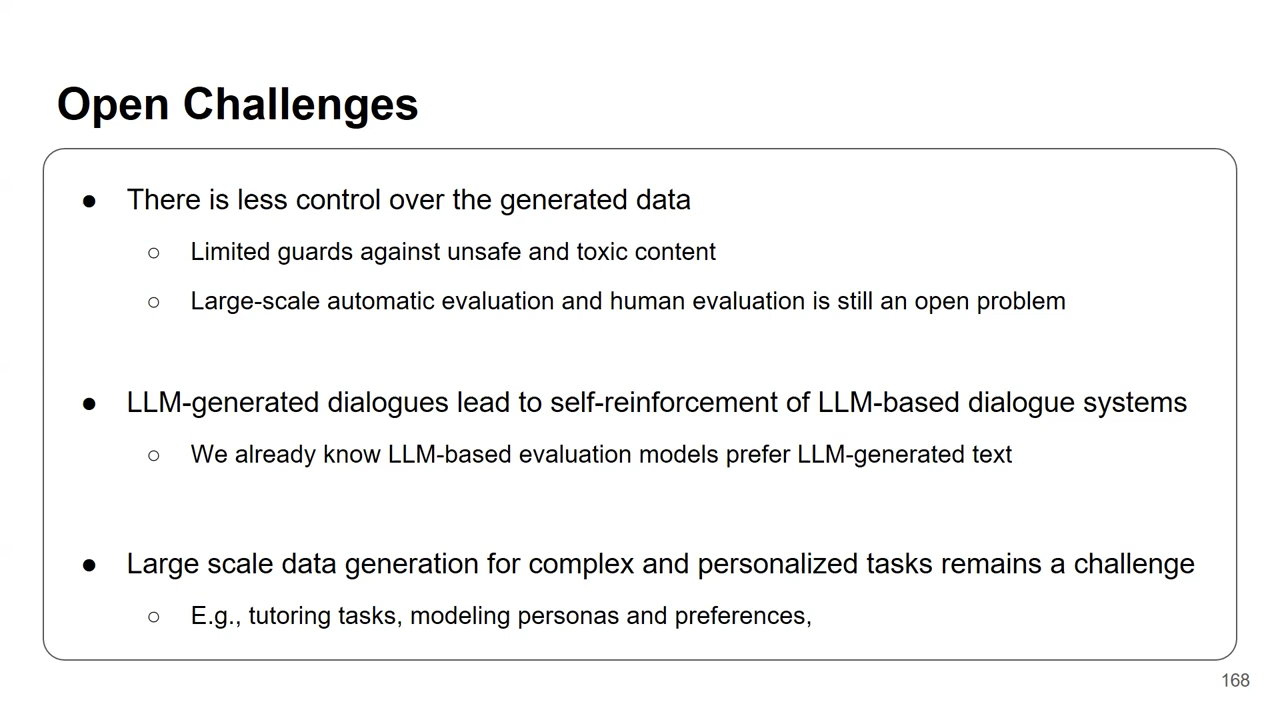 Open Challenges
● There is less control over the generated data
○ Limited guards against unsafe and toxic content
○ Large-scale automatic evaluation and human evaluation is still an open problem
● LLM-generated dialogues lead to self-reinforcement of LLM-based dialogue systems
○ We already know LLM-based evaluation models prefer LLM-generated text
● Large scale data generation for complex and personalized tasks remains a challenge
○ E.g., tutoring tasks, modeling personas and preferences,
168